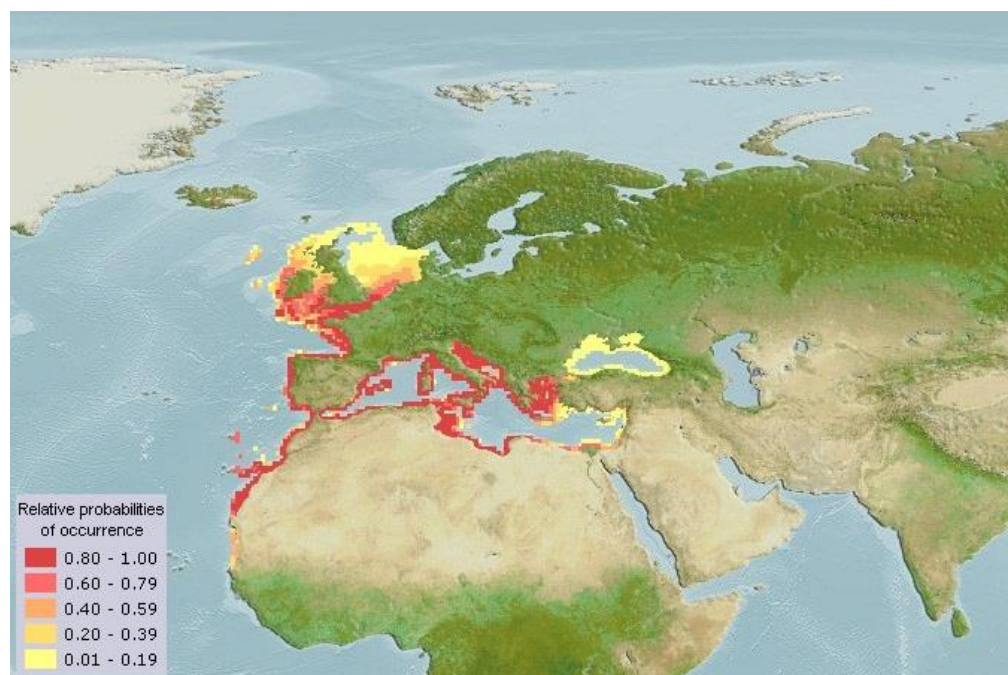 Relative probabilities
of occurrence
0.80 - 1.00
0.60 - 0.79
0.40 - 0.59
0.20 - 0.39
0.01 - 0.19